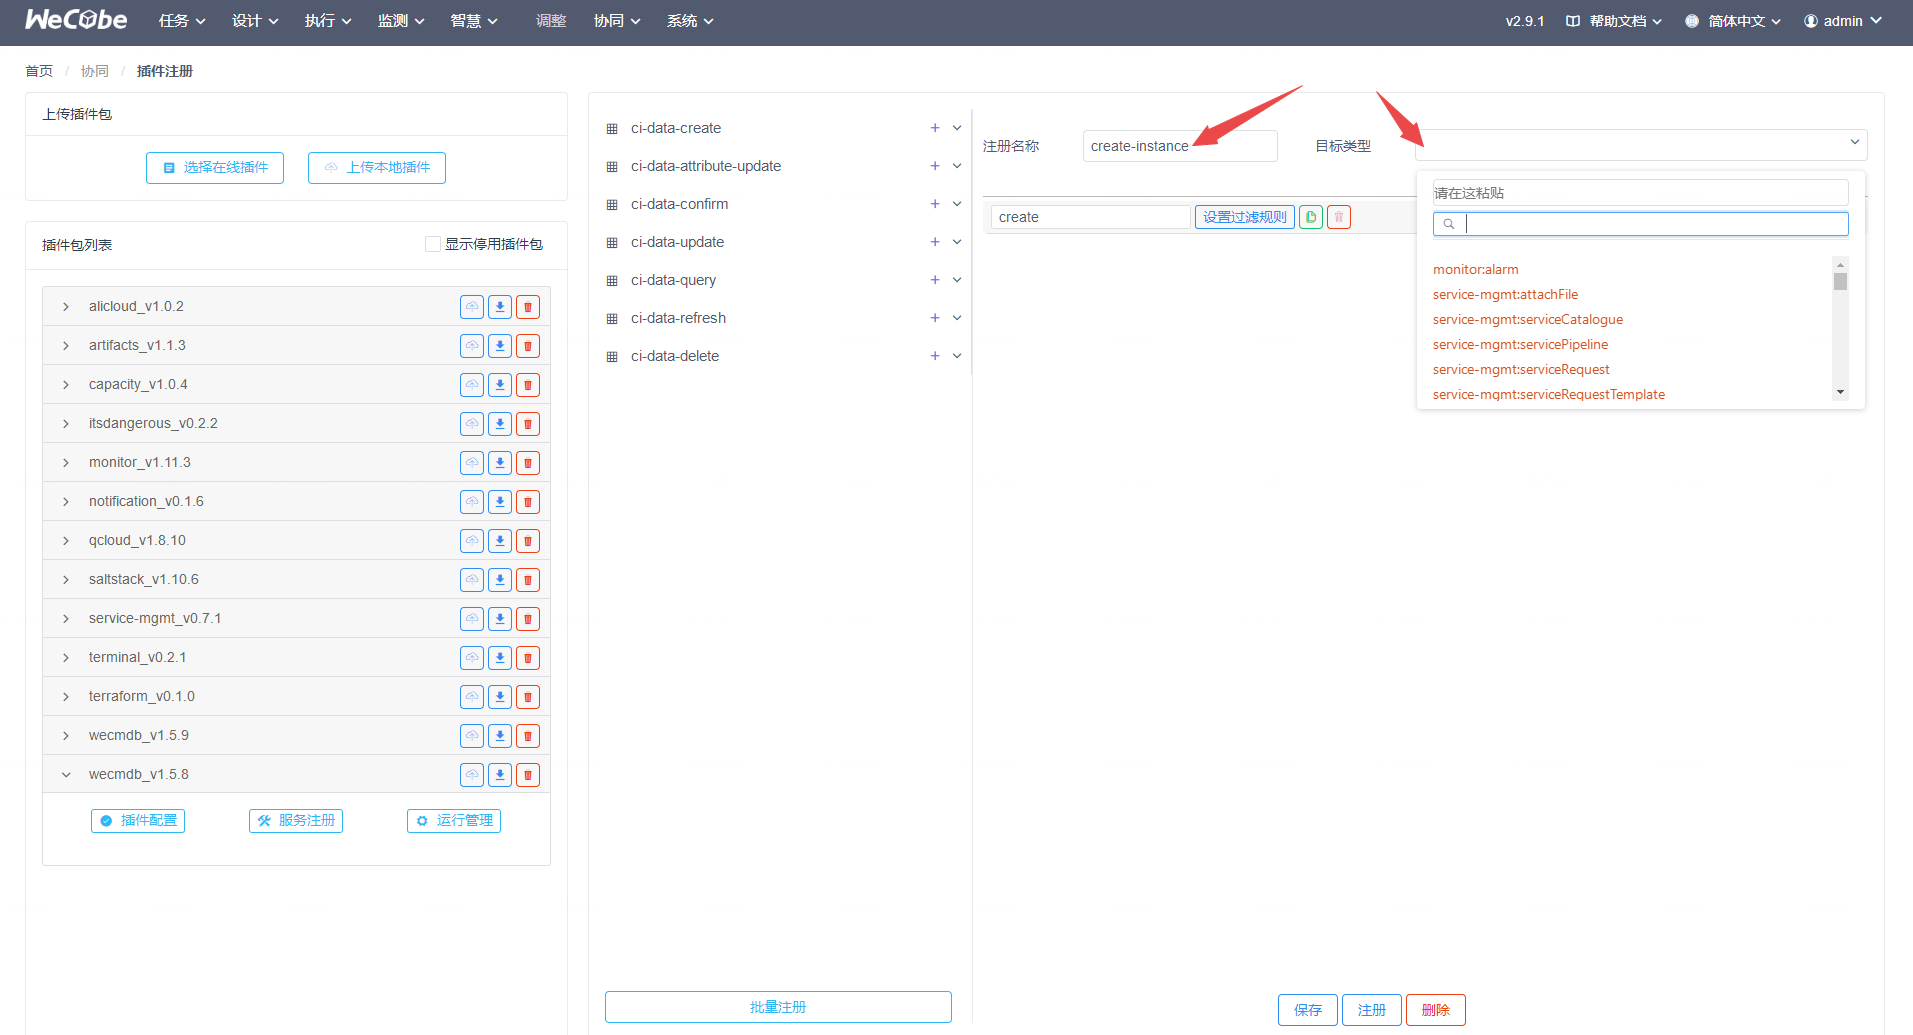 WeCube 任务 设计 执行 监测 智慧 调整 协同 系统 v2.9.1 帮助文档 简体中文 admin
首页 / 协同 / 插件注册
上传插件包
选择在线插件 上传本地插件
插件包列表 显示停用插件包
alicloud_v1.0.2
artifacts_v1.1.3
capacity_v1.0.4
itsdangerous_v0.2.2
monitor_v1.11.3
notification_v0.1.6
qcloud_v1.8.10
saltstack_v1.10.6
service-mgmt_v0.7.1
terminal_v0.2.1
terraform_v0.1.0
wecmdb_v1.5.9
wecmdb_v1.5.8
插件配置 服务注册 运行管理
ci-data-create
ci-data-attribute-update
ci-data-confirm
ci-data-update
ci-data-query
ci-data-refresh
ci-data-delete
批量注册
注册名称 create-instance 目标类型
create 设置过滤规则
请在这粘贴
monitor:alarm
service-mgmt:attachFile
service-mgmt:serviceCatalogue
service-mgmt:servicePipeline
service-mgmt:serviceRequest
service-mgmt:serviceRequestTemplate
保存 注册 删除